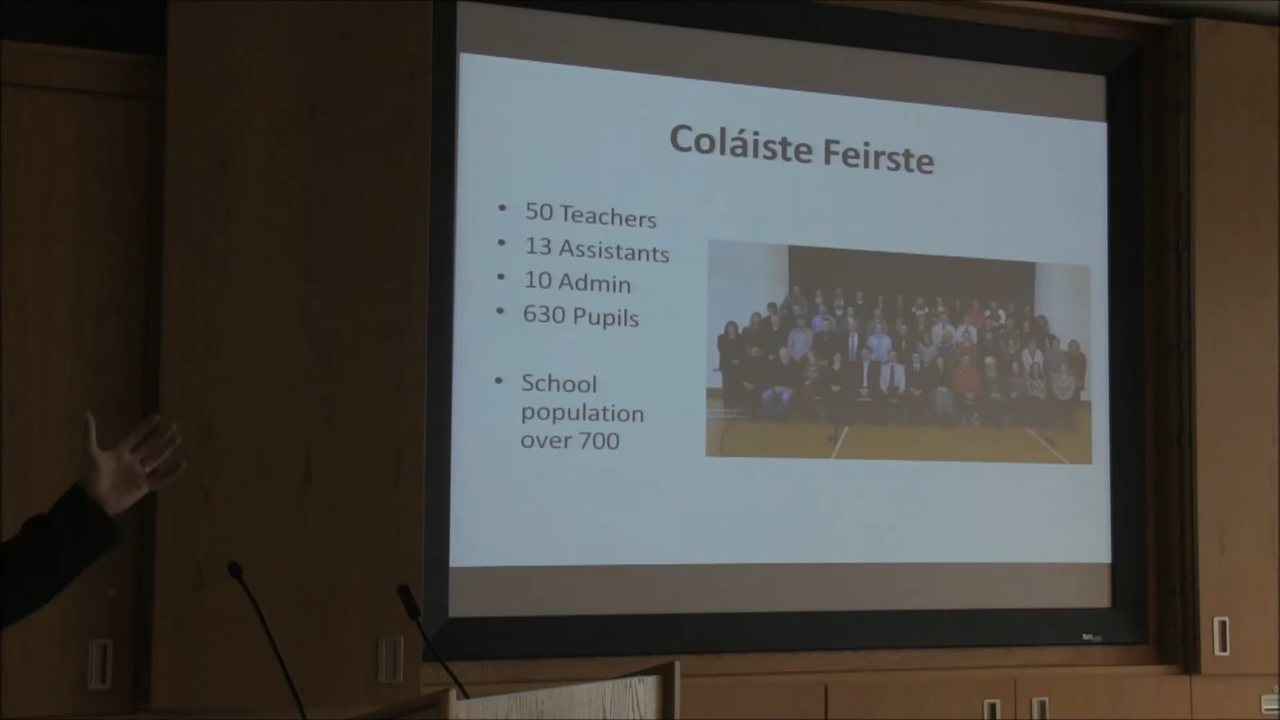 Coláiste Feirste
• 50 Teachers
• 13 Assistants
• 10 Admin
• 630 Pupils
• School
population
over 700